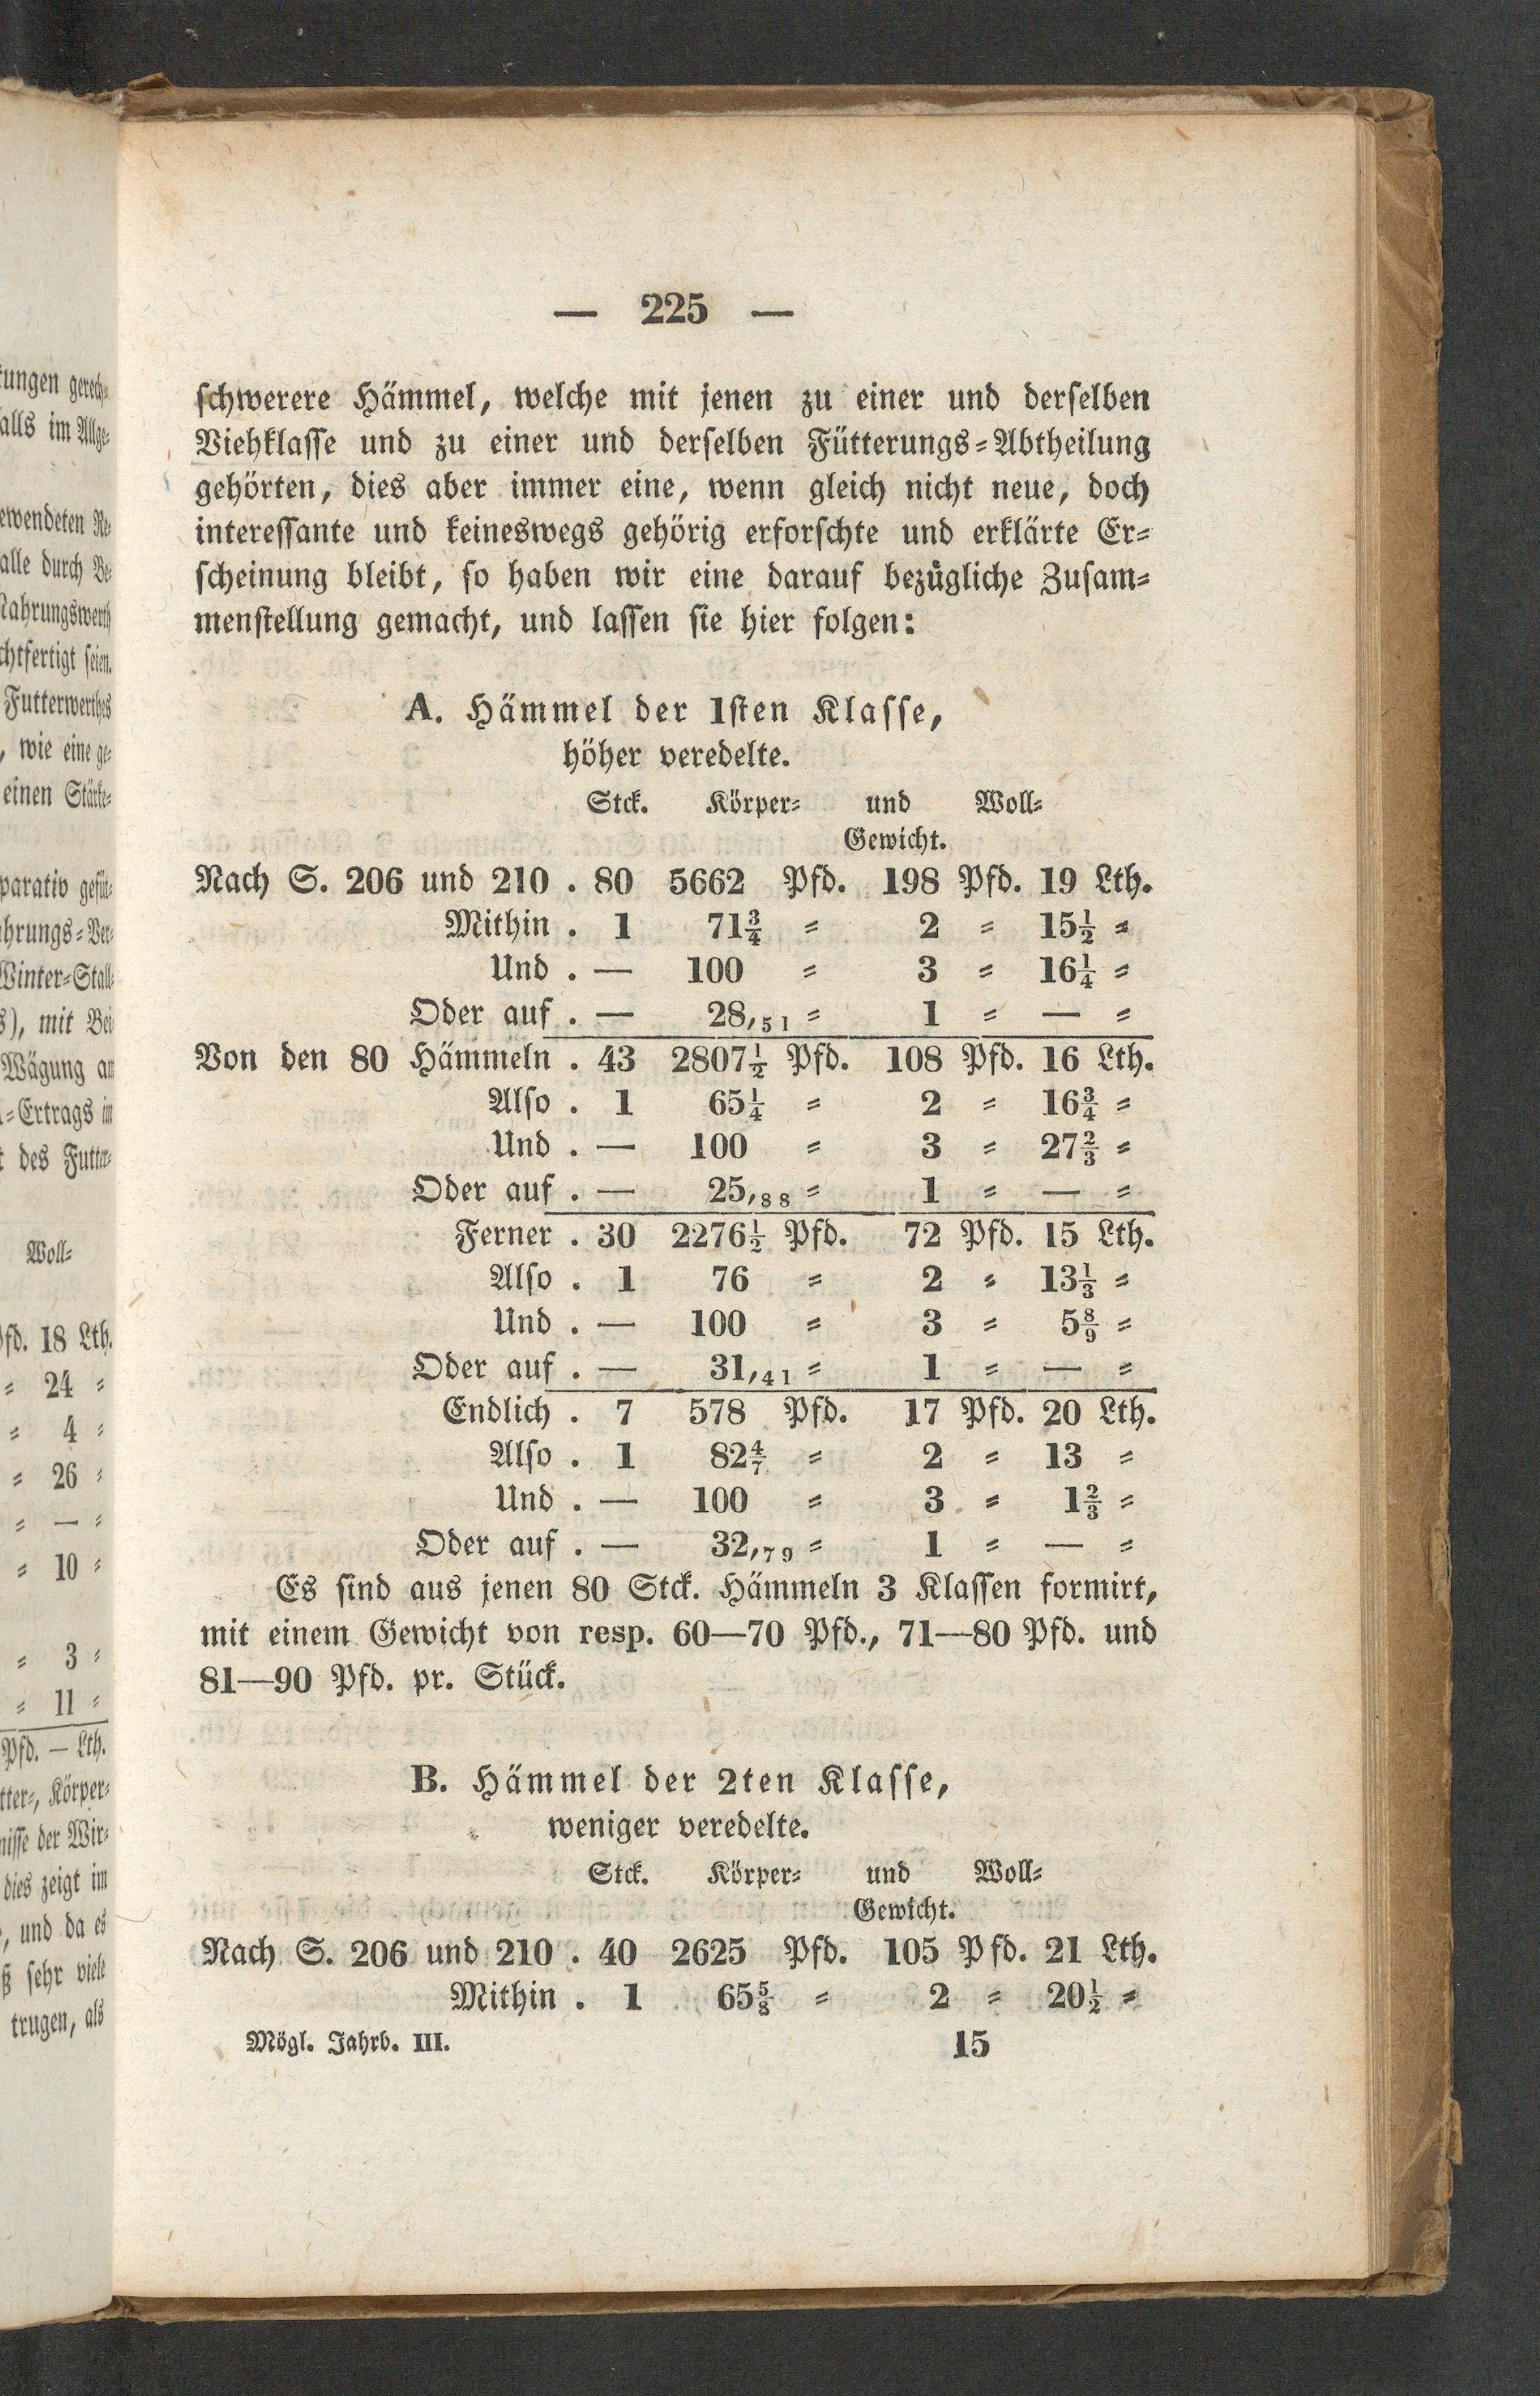 — 225 —
schwerere Hämmel, welche mit jenen zu einer und derselben
Viehklasse und zu einer und derselben Fütterungs-Abtheilung
gehörten, dies aber immer eine, wenn gleich nicht neue, doch
interessante und keineswegs gehörig erforschte und erklärte Er-
scheinung bleibt, so haben wir eine darauf bezügliche Zusam-
menstellung gemacht, und lassen sie hier folgen:
A. Hämmel der 1sten Klasse,
höher veredelte.
Stck. Körper- und Woll-
Gewicht.
Nach S. 206 und 210 . 80 5662 Pfd. 198 Pfd. 19 Lth.
Mithin . 1 71¾ = 2 = 15½ =
Und . — 100 = 3 = 16¼ =
Oder auf . — 28,51 = 1 = — =
Von den 80 Hämmeln . 43 2807½ Pfd. 108 Pfd. 16 Lth.
Also . 1 65¼ = 2 = 16¾ =
Und . — 100 = 3 = 27⅔ =
Oder auf . — 25,88 = 1 = — =
Ferner . 30 2276½ Pfd. 72 Pfd. 15 Lth.
Also . 1 76 = 2 = 13⅓ =
Und . — 100 = 3 = 5 8/9 =
Oder auf . — 31,41 = 1 = — =
Endlich . 7 578 Pfd. 17 Pfd. 20 Lth.
Also . 1 82 4/7 = 2 = 13 =
Und . — 100 = 3 = 1⅔ =
Oder auf . — 32,79 = 1 = — =
Es sind aus jenen 80 Stck. Hämmeln 3 Klassen formirt,
mit einem Gewicht von resp. 60—70 Pfd., 71—80 Pfd. und
81—90 Pfd. pr. Stück.
B. Hämmel der 2ten Klasse,
weniger veredelte.
Stck. Körper- und Woll-
Gewicht.
Nach S. 206 und 210 . 40 2625 Pfd. 105 Pfd. 21 Lth.
Mithin . 1 65⅝ = 2 = 20½ =
Mögl. Jahrb. III. 15